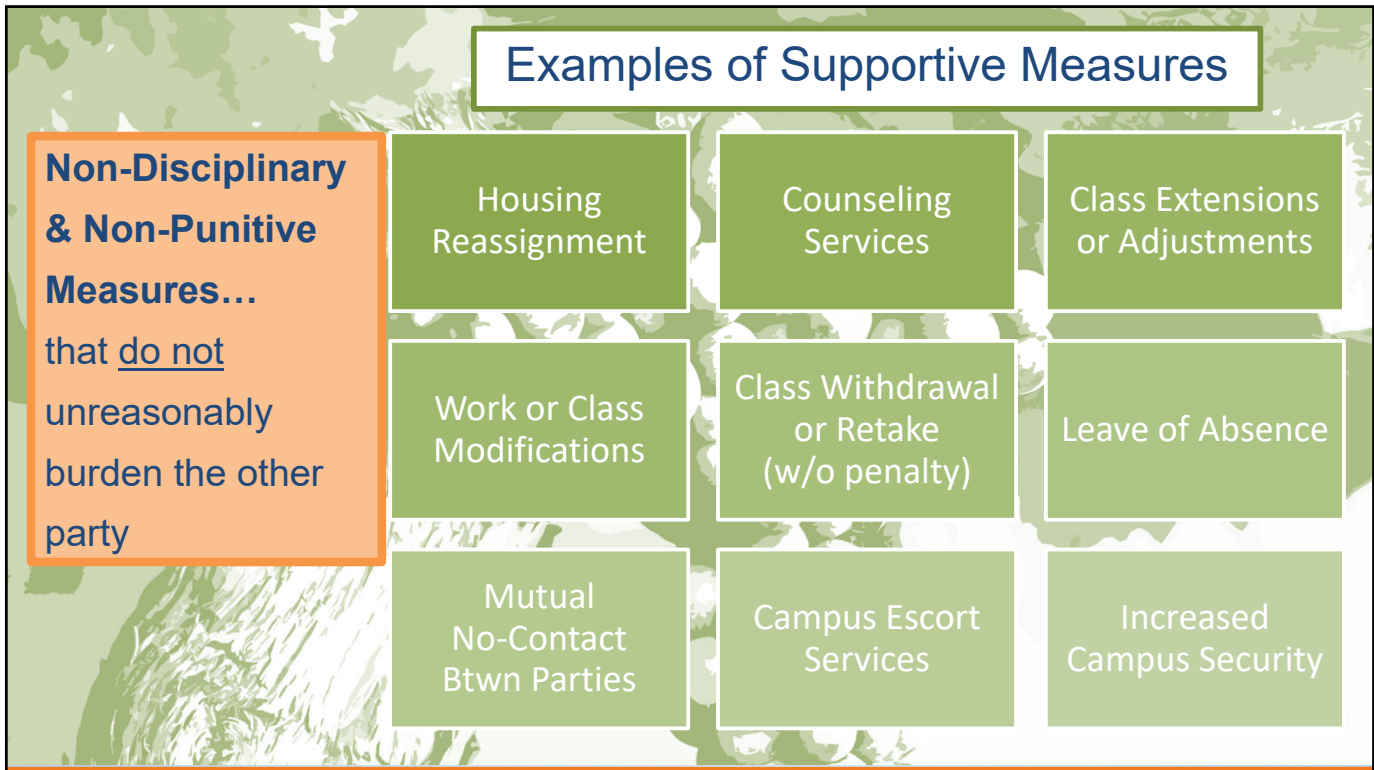 Examples of Supportive Measures
Non-Disciplinary
& Non-Punitive
Measures…
that do not
unreasonably
burden the other
party
Housing
Reassignment
Counseling
Services
Class Extensions
or Adjustments
Work or Class
Modifications
Class Withdrawal
or Retake
(w/o penalty)
Leave of Absence
Mutual
No-Contact
Btwn Parties
Campus Escort
Services
Increased
Campus Security